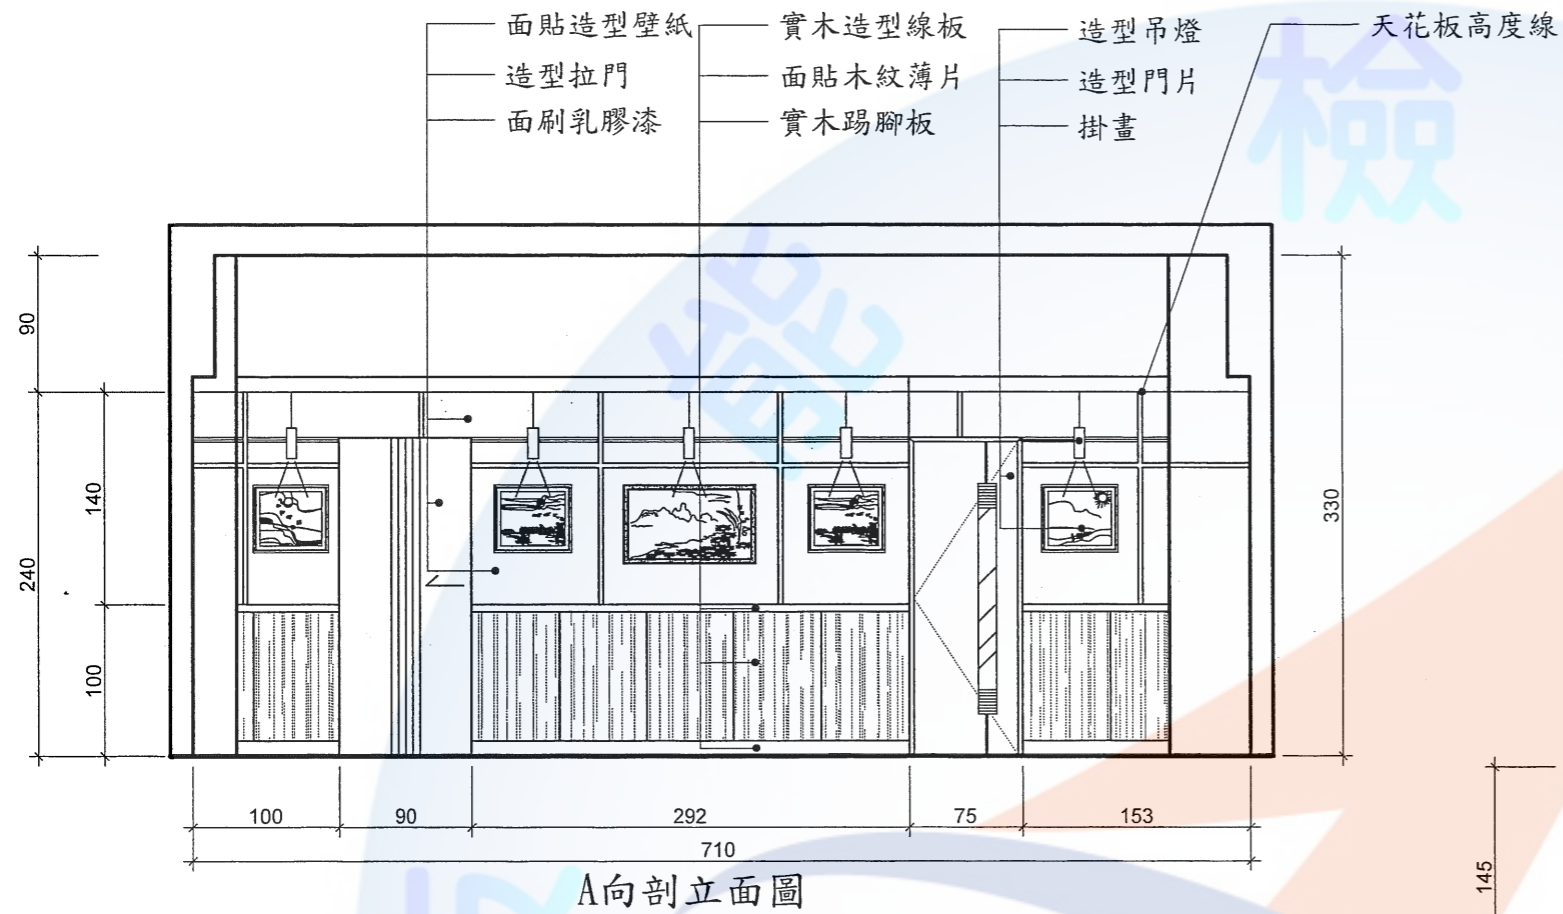 面貼造型壁紙
實木造型線板
造型吊燈
天花板高度線
造型拉門
面貼木紋薄片
造型門片
面刷乳膠漆
實木踢腳板
掛畫
檢
能
90
240
140
100
330
100
90
292
75
153
710
145
A向剖立面圖